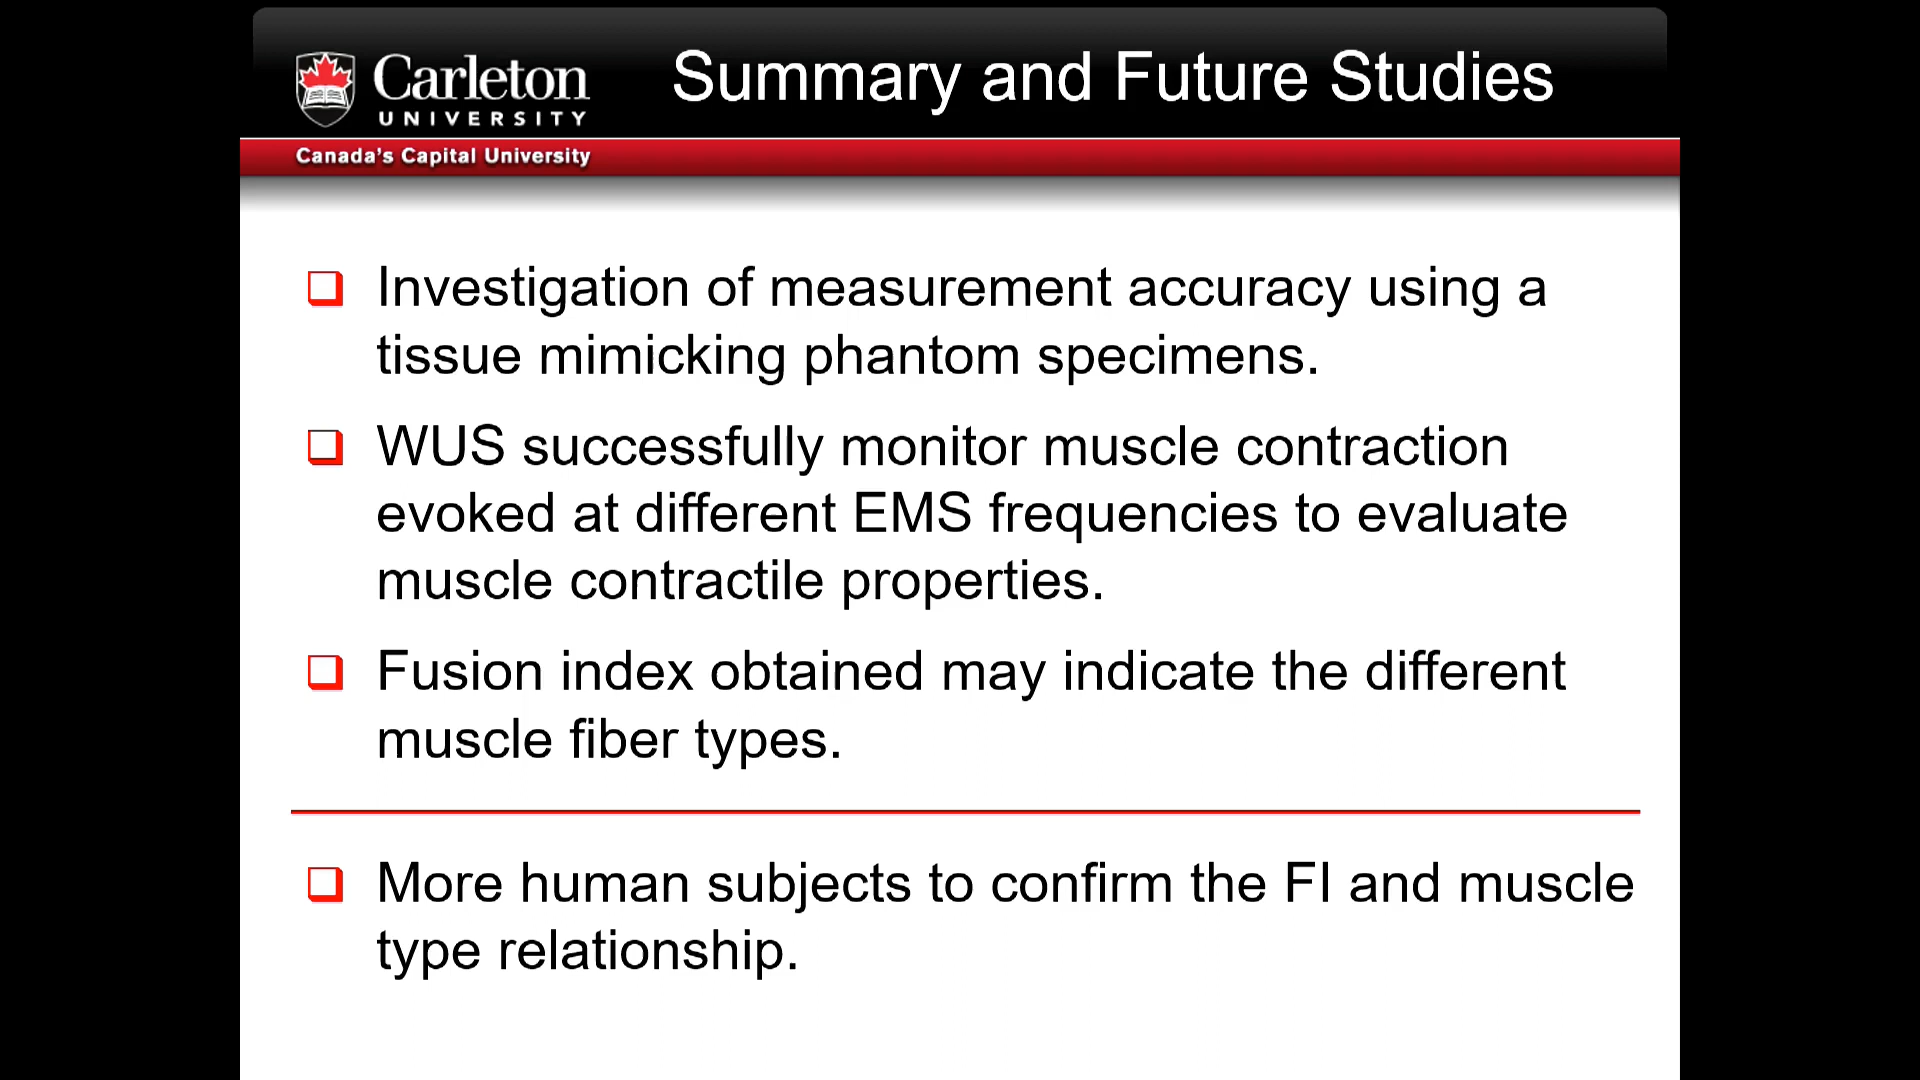 Carleton
UNIVERSITY
Canada's Capital University
Summary and Future Studies
Investigation of measurement accuracy using a
tissue mimicking phantom specimens.
WUS successfully monitor muscle contraction
evoked at different EMS frequencies to evaluate
muscle contractile properties.
Fusion index obtained may indicate the different
muscle fiber types.
More human subjects to confirm the FI and muscle
type relationship.